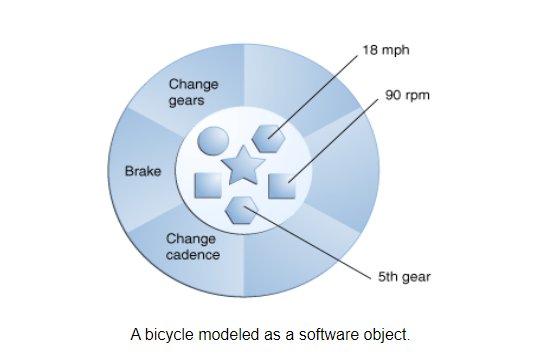 18 mph
Change
gears
90 rpm
Brake
Change
cadence
5th gear
A bicycle modeled as a software object.